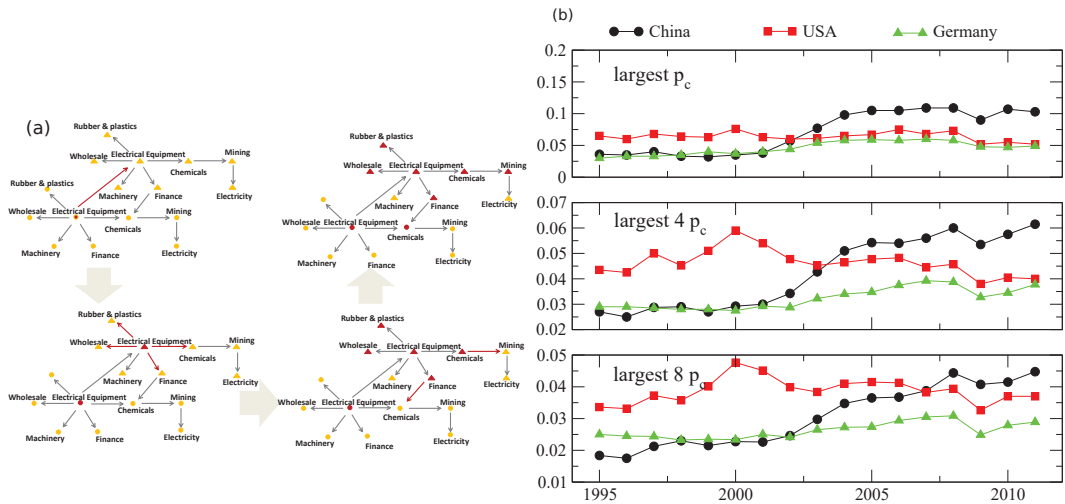 (a)
Rubber & plastics
Wholesale
Electrical Equipment
Mining
Chemicals
Machinery
Finance
Electricity
Rubber & plastics
Wholesale
Electrical Equipment
Mining
Chemicals
Machinery
Finance
Electricity
Rubber & plastics
Wholesale
Electrical Equipment
Mining
Chemicals
Machinery
Finance
Electricity
Wholesale
Electrical Equipment
Mining
Chemicals
Machinery
Finance
Electricity
Rubber & plastics
Wholesale
Electrical Equipment
Mining
Chemicals
Machinery
Finance
Electricity
Wholesale
Electrical Equipment
Mining
Chemicals
Machinery
Finance
Electricity
Rubber & plastics
Wholesale
Electrical Equipment
Mining
Chemicals
Machinery
Finance
Electricity
Wholesale
Electrical Equipment
Mining
Chemicals
Machinery
Finance
Electricity
(b)
China USA Germany
largest p_c
0.2
0.15
0.1
0.05
0
largest 4 p_c
0.07
0.06
0.05
0.04
0.03
0.02
largest 8 p_c
0.05
0.04
0.03
0.02
0.01
1995 2000 2005 2010